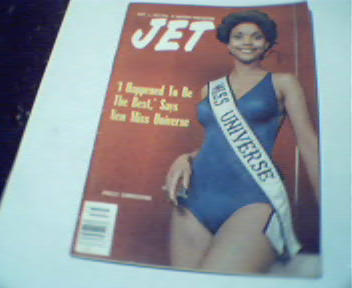 JET
'I Happened To Be
The Best,' Says
New Miss Universe
MISS UNIVERSE